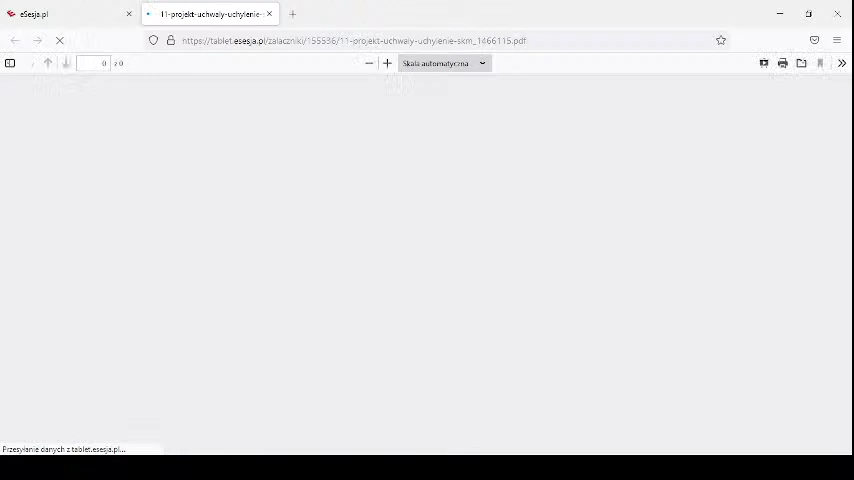 eSesja.pl
11-projekt-uchwaly-uchylenie-
https://tablet.esesja.pl/zalaczniki/155536/11-projekt-uchwaly-uchylenie-skm_1466115.pdf
0 z 0
Skala automatyczna
Przesyłanie danych z tablet.esesja.pl...